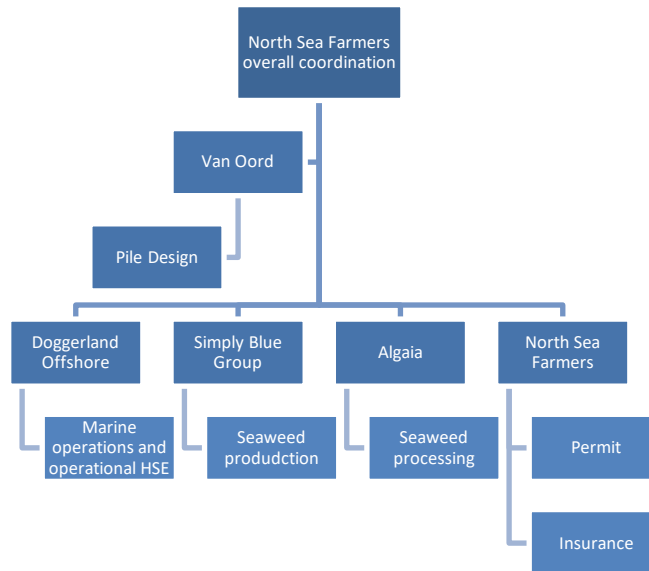 North Sea Farmers
overall coordination
Van Oord
Pile Design
Doggerland
Offshore
Simply Blue
Group
Algaia
North Sea
Farmers
Marine
operations and
operational HSE
Seaweed
produdction
Seaweed
processing
Permit
Insurance